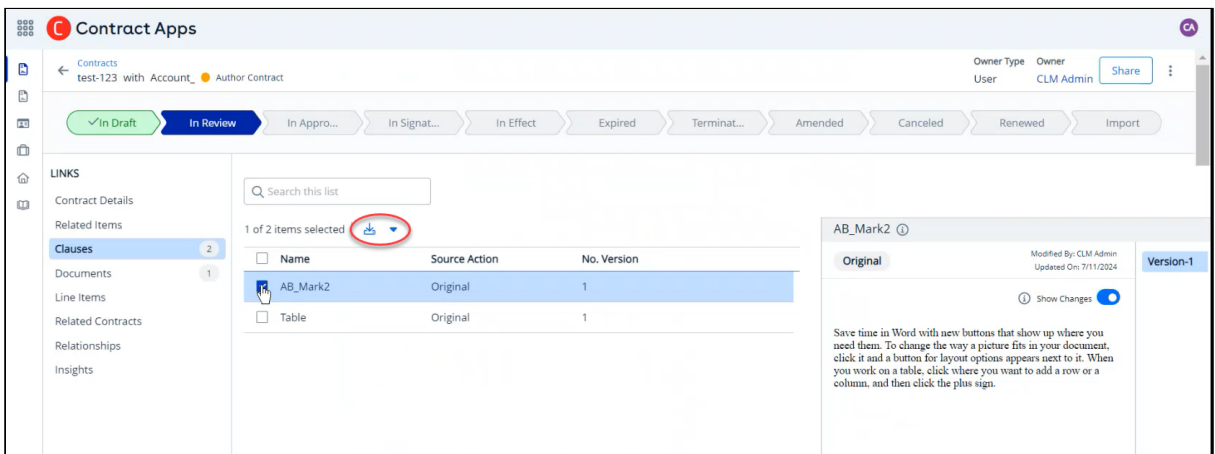 Contract Apps
CA
Contracts
test-123 with Account_ Author Contract
Owner Type Owner
User CLM Admin
Share
In Draft In Review In Appro... In Signat... In Effect Expired Terminat... Amended Canceled Renewed Import
LINKS
Contract Details
Related Items
Clauses 2
Documents 1
Line Items
Related Contracts
Relationships
Insights
Search this list
1 of 2 items selected
Name Source Action No. Version
AB_Mark2 Original 1
Table Original 1
AB_Mark2
Original
Modified By: CLM Admin
Updated On: 7/11/2024
Version-1
Show Changes
Save time in Word with new buttons that show up where you
need them. To change the way a picture fits in your document,
click it and a button for layout options appears next to it. When
you work on a table, click where you want to add a row or a
column, and then click the plus sign.